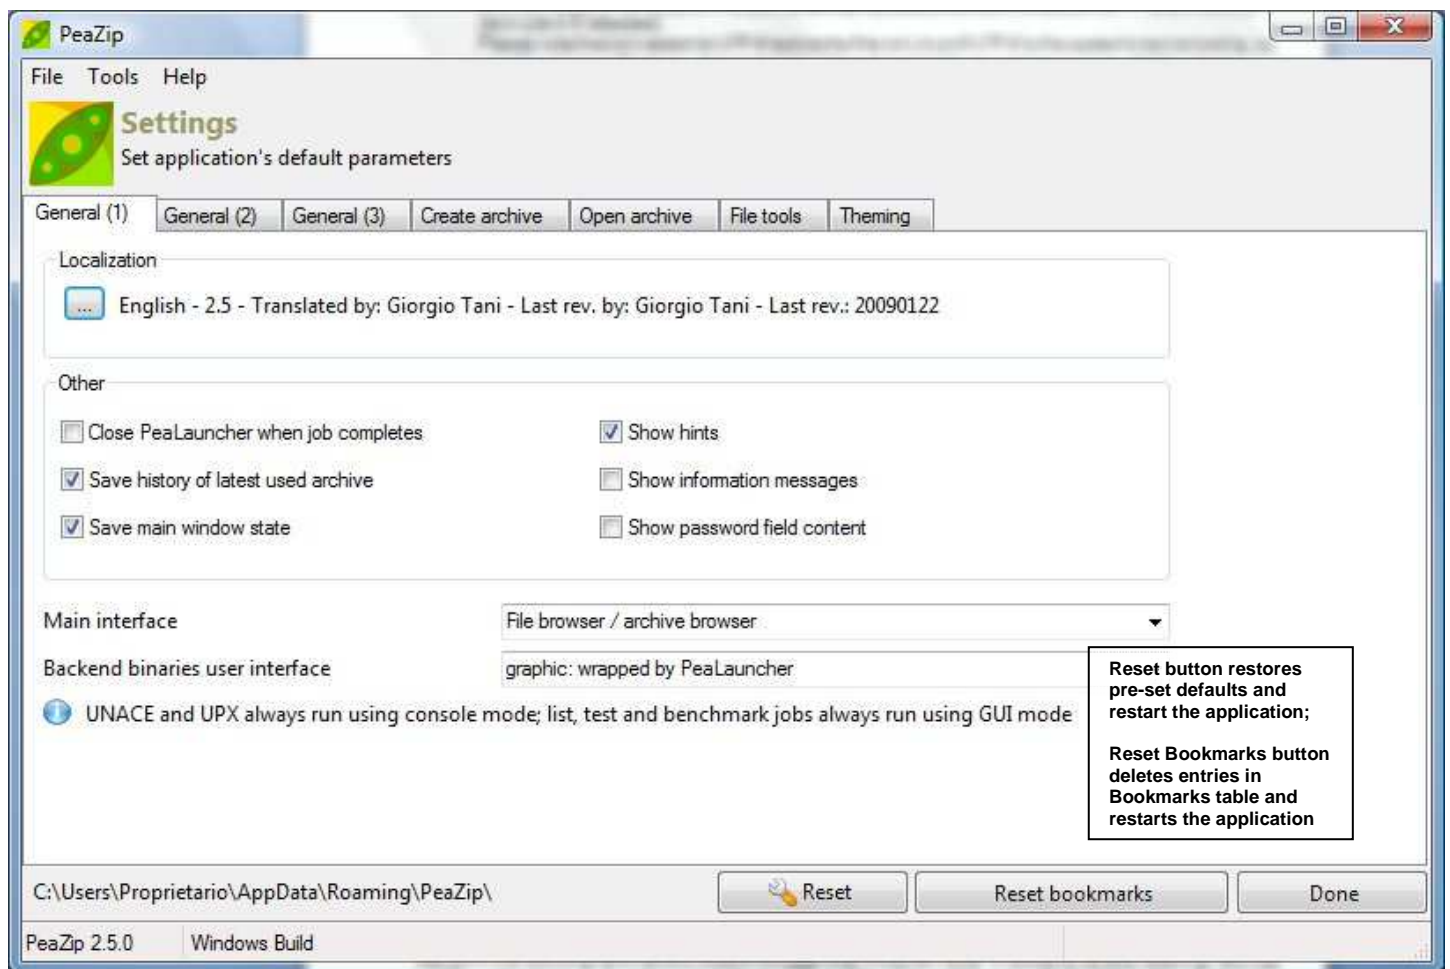 PeaZip
File Tools Help
Settings
Set application's default parameters
General (1) General (2) General (3) Create archive Open archive File tools Theming
Localization
... English - 2.5 - Translated by: Giorgio Tani - Last rev. by: Giorgio Tani - Last rev.: 20090122
Other
Close PeaLauncher when job completes
Show hints
Save history of latest used archive
Show information messages
Save main window state
Show password field content
Main interface
File browser / archive browser
Backend binaries user interface
graphic: wrapped by PeaLauncher
UNACE and UPX always run using console mode; list, test and benchmark jobs always run using GUI mode
Reset button restores
pre-set defaults and
restart the application;
Reset Bookmarks button
deletes entries in
Bookmarks table and
restarts the application
C:\Users\Proprietario\AppData\Roaming\PeaZip\
Reset
Reset bookmarks
Done
PeaZip 2.5.0
Windows Build